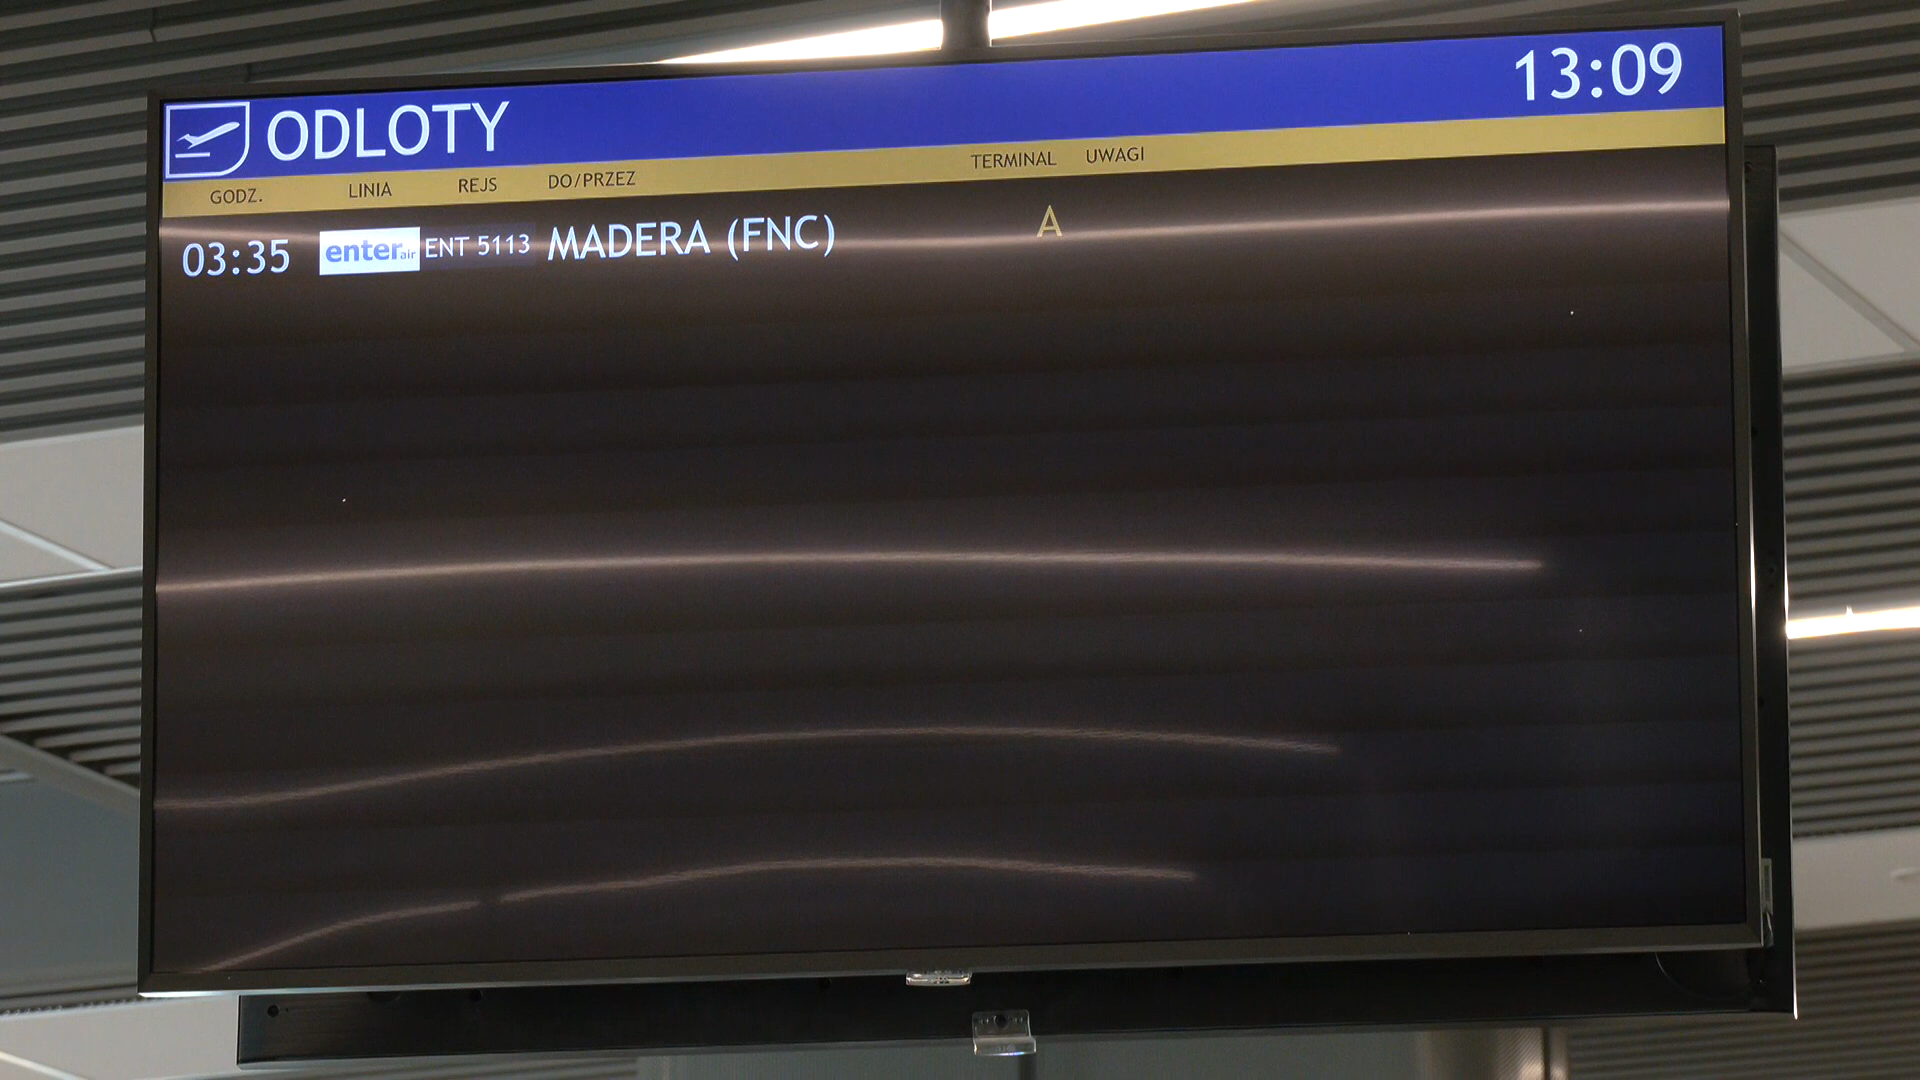 ODLOTY 13:09
GODZ. LINIA REJS DO/PRZEZ TERMINAL UWAGI
03:35 enterair ENT 5113 MADERA (FNC) A